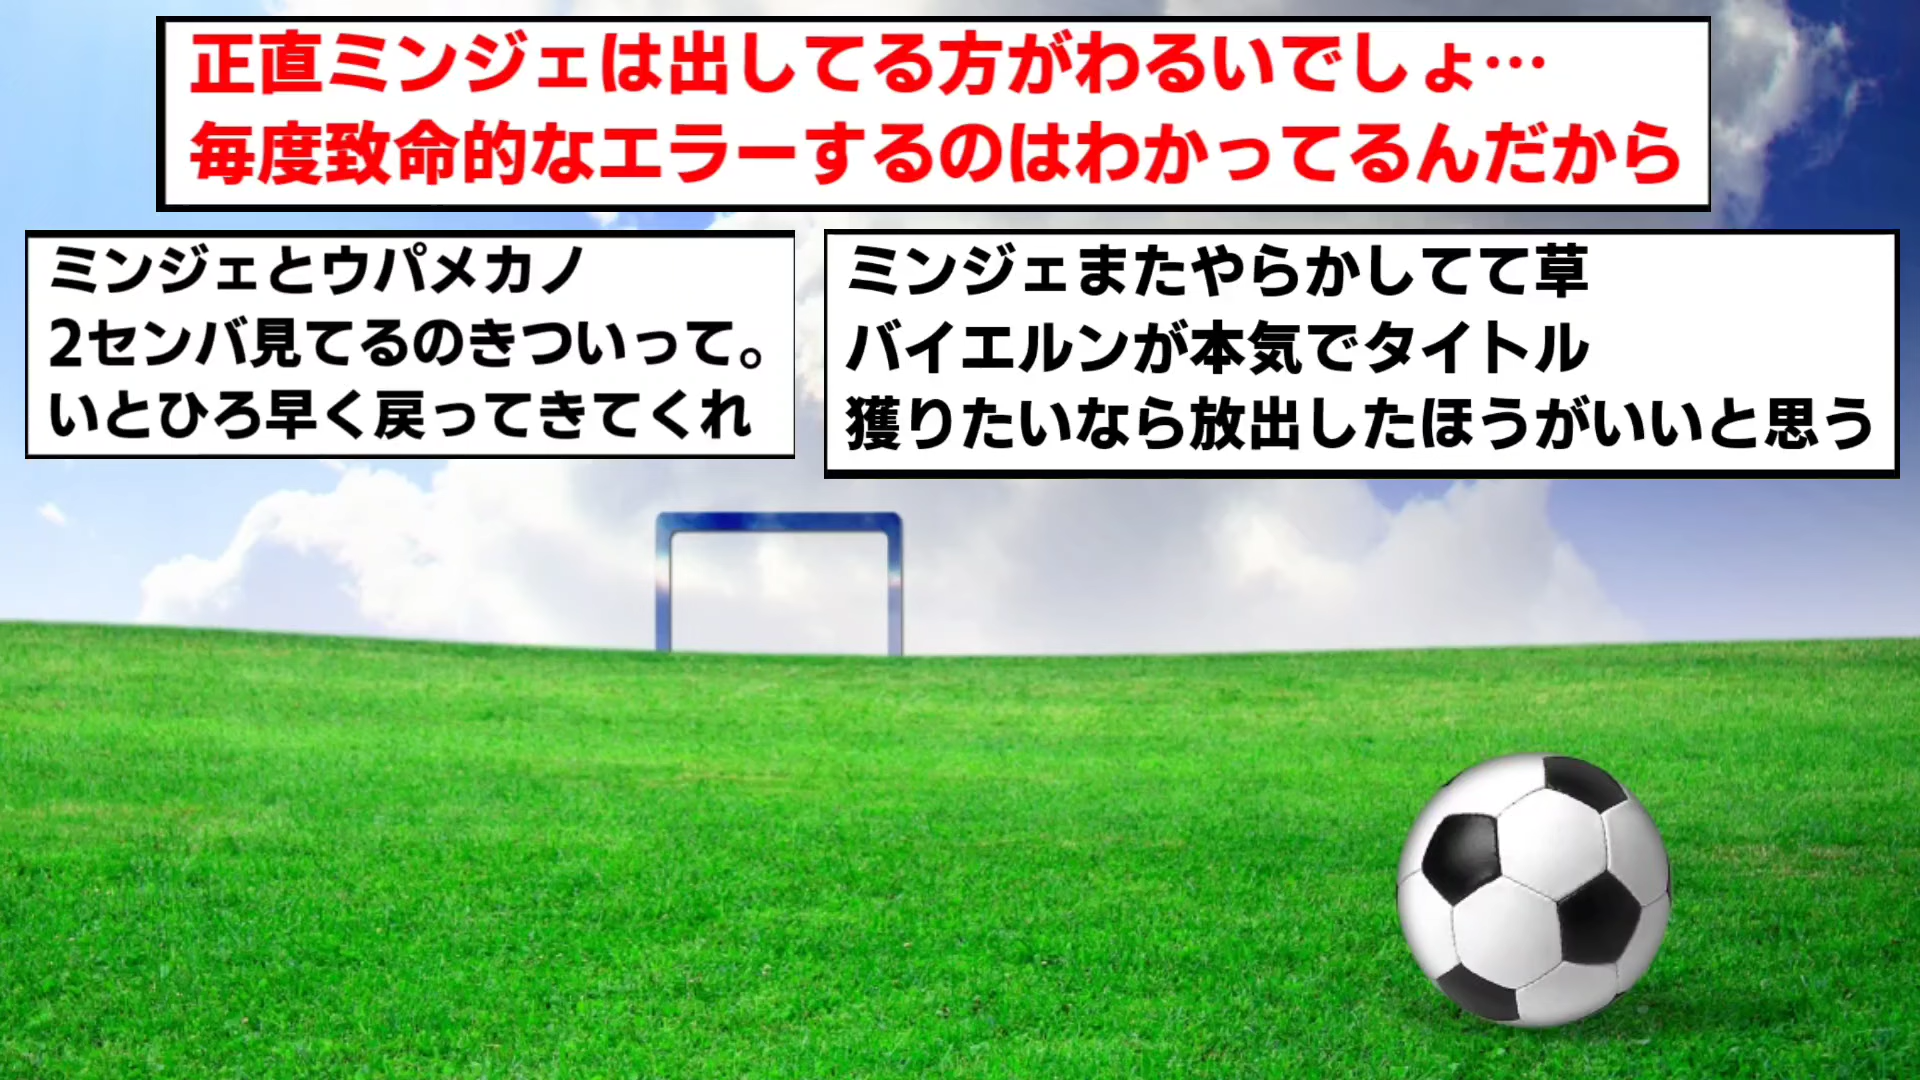 正直ミンジェは出してる方がわるいでしょ…
毎度致命的なエラーするのはわかってるんだから
ミンジェとウパメカノ
2センバ見てるのきついって。
いとひろ早く戻ってきてくれ
ミンジェまたやらかしてて草
バイエルンが本気でタイトル
獲りたいなら放出したほうがいいと思う